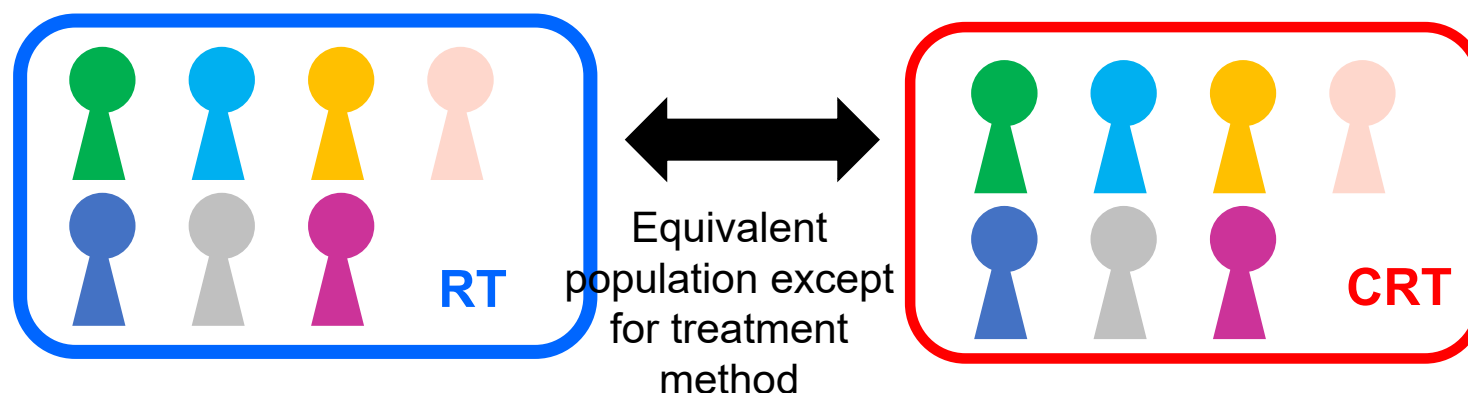 RT
Equivalent
population except
for treatment
method
CRT